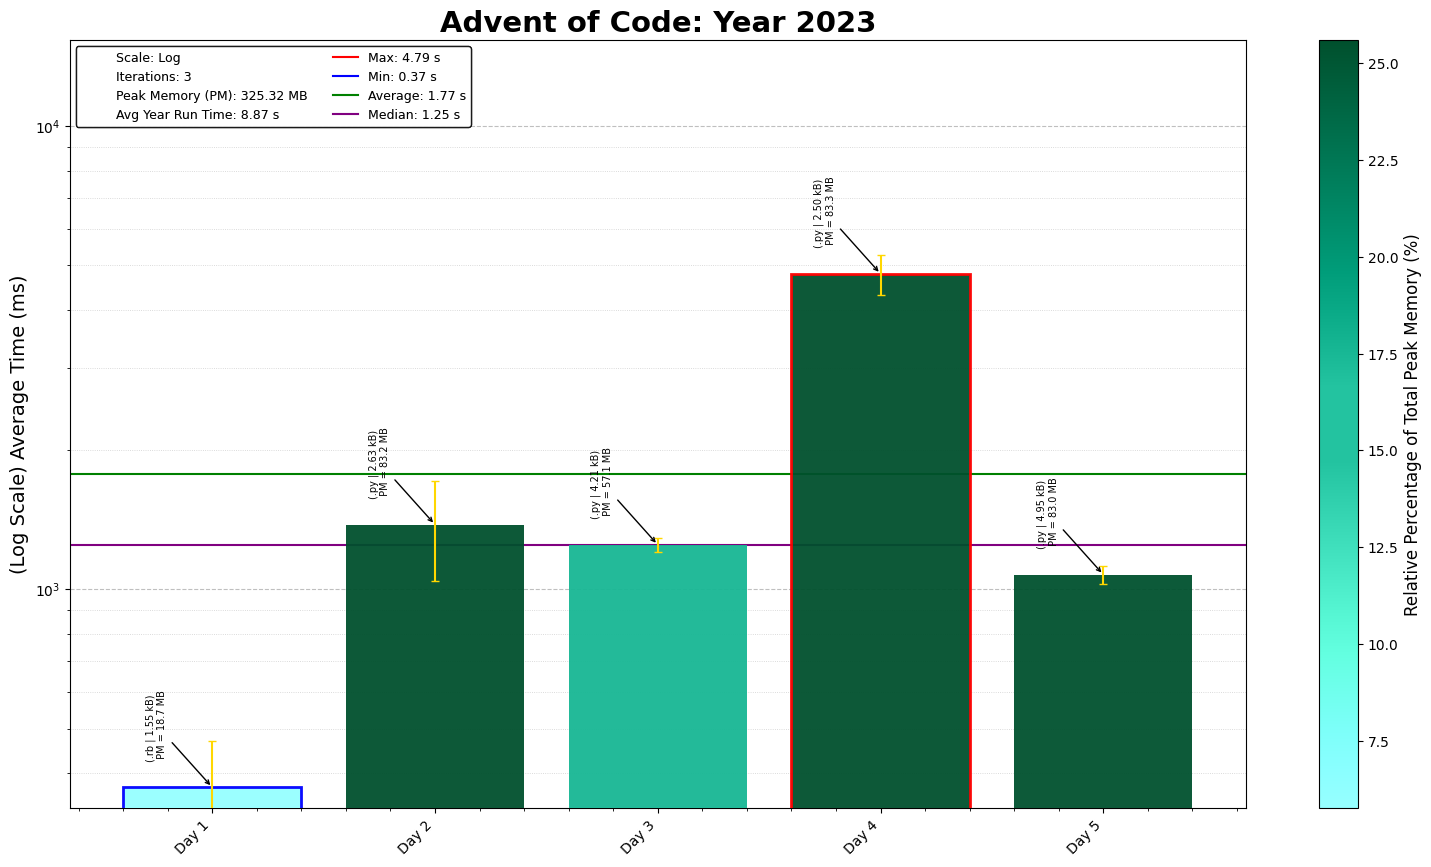 Advent of Code: Year 2023
Scale: Log
Iterations: 3
Peak Memory (PM): 325.32 MB
Avg Year Run Time: 8.87 s
Max: 4.79 s
Min: 0.37 s
Average: 1.77 s
Median: 1.25 s
(Log Scale) Average Time (ms)
10⁴
10³
(.rb | 1.55 kB)
PM = 18.7 MB
(.py | 2.63 kB)
PM = 83.2 MB
(.py | 4.21 kB)
PM = 57.1 MB
(.py | 2.50 kB)
PM = 83.3 MB
(.py | 4.95 kB)
PM = 83.0 MB
Day 1
Day 2
Day 3
Day 4
Day 5
25.0
22.5
20.0
17.5
15.0
12.5
10.0
7.5
Relative Percentage of Total Peak Memory (%)